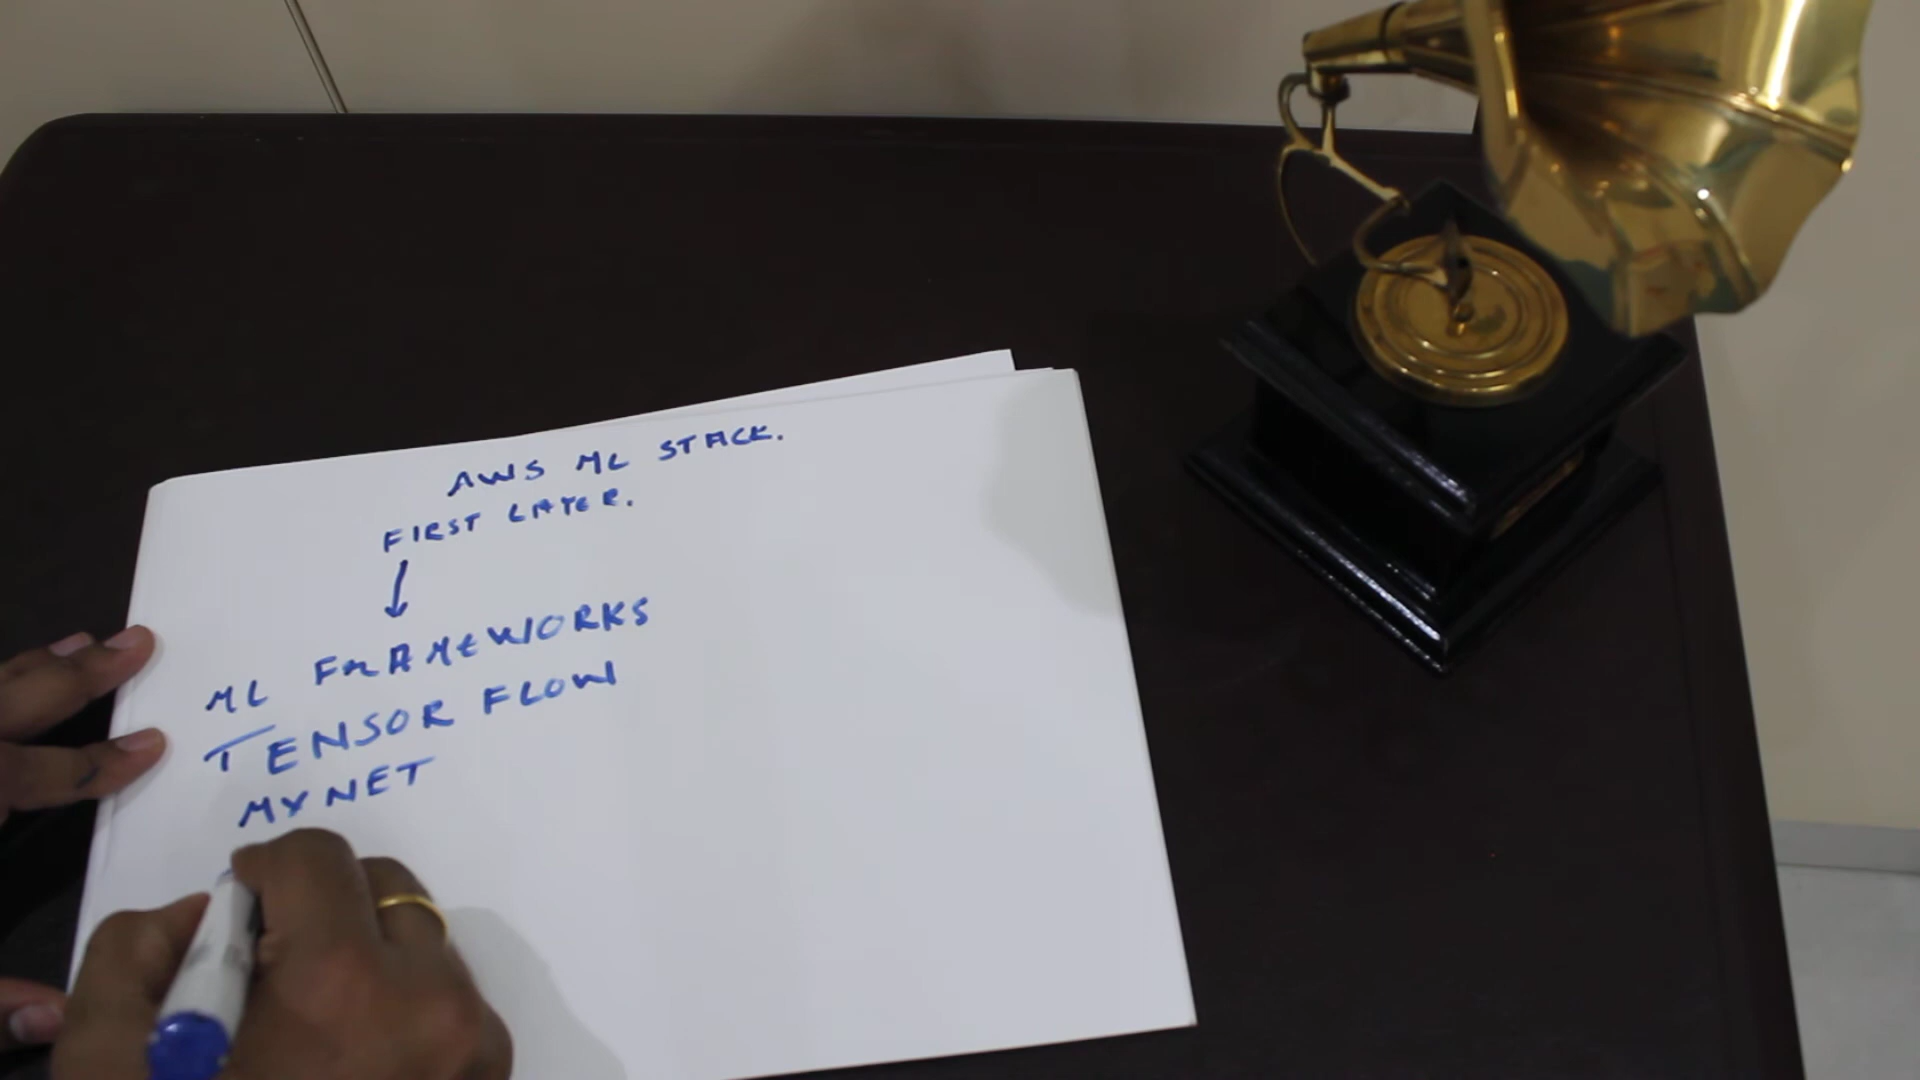 AWS ML STACK.
FIRST LAYER.
ML FRAMEWORKS
TENSOR FLOW
MXNET